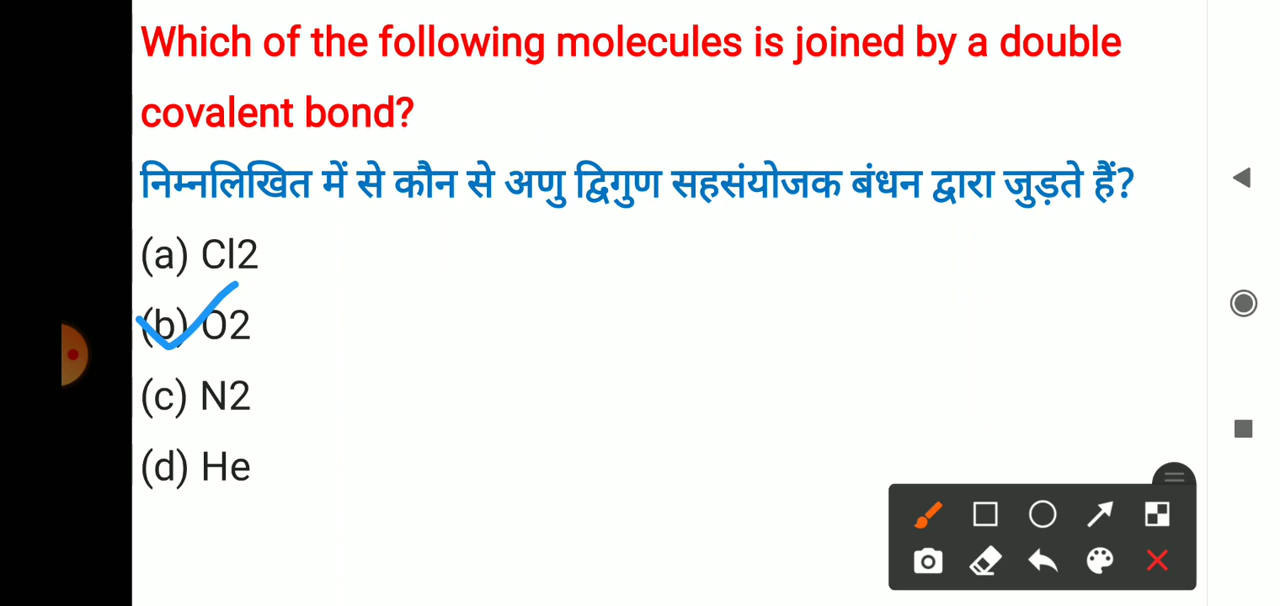 Which of the following molecules is joined by a double
covalent bond?
निम्नलिखित में से कौन से अणु द्विगुण सहसंयोजक बंधन द्वारा जुड़ते हैं?
(a) Cl2
(b) O2
(c) N2
(d) He